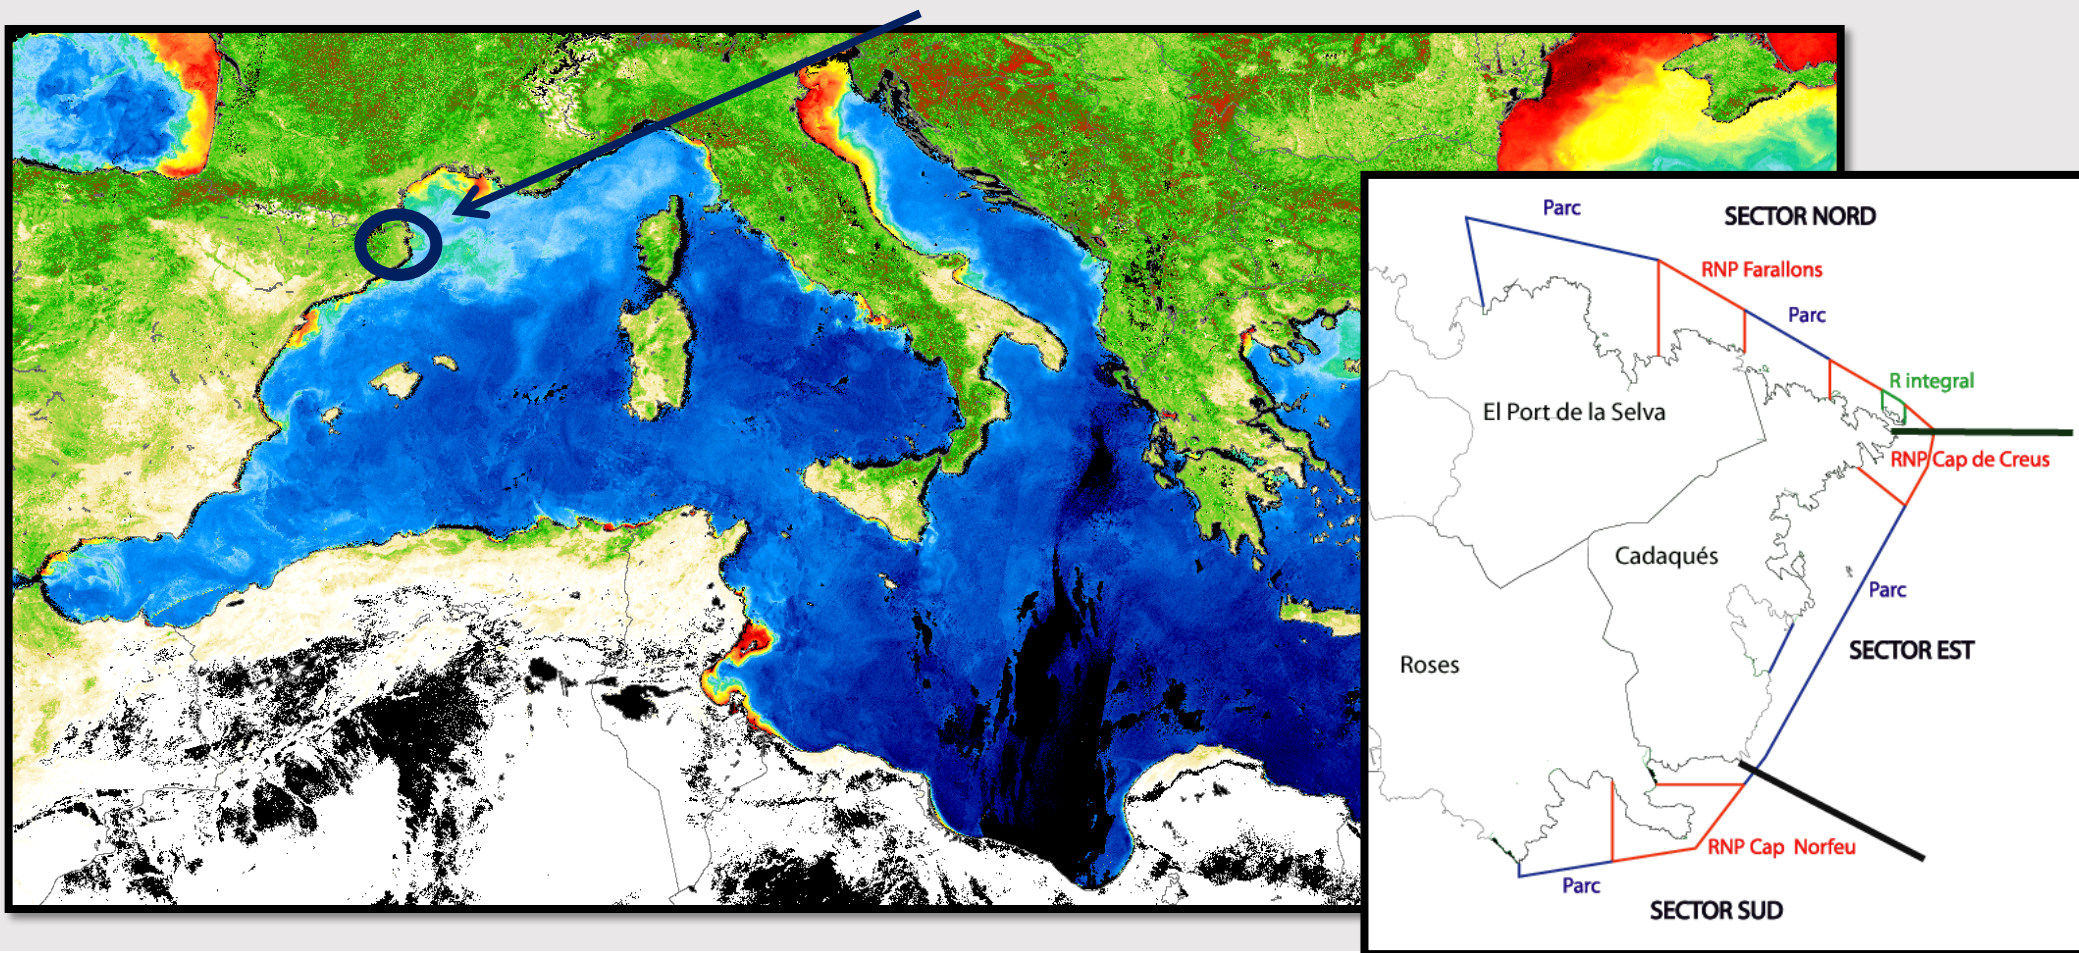 Parc
SECTOR NORD
RNP Farallons
Parc
R integral
El Port de la Selva
RNP Cap de Creus
Cadaqués
Parc
SECTOR EST
Roses
RNP Cap Norfeu
Parc
SECTOR SUD